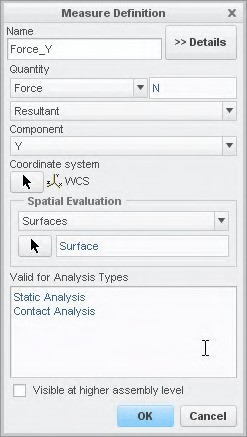 Measure Definition
Name
Force_Y
>> Details
Quantity
Force
N
Resultant
Component
Y
Coordinate system
WCS
Spatial Evaluation
Surfaces
Surface
Valid for Analysis Types
Static Analysis
Contact Analysis
Visible at higher assembly level
OK
Cancel